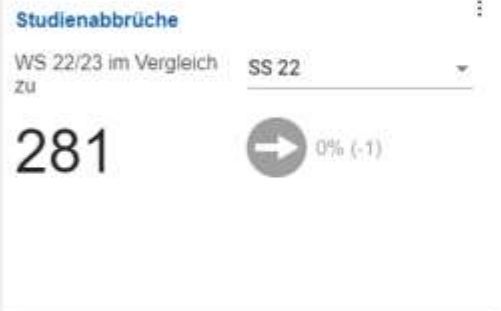 Studienabbrüche
WS 22/23 im Vergleich
zu
SS 22
281
0% (-1)